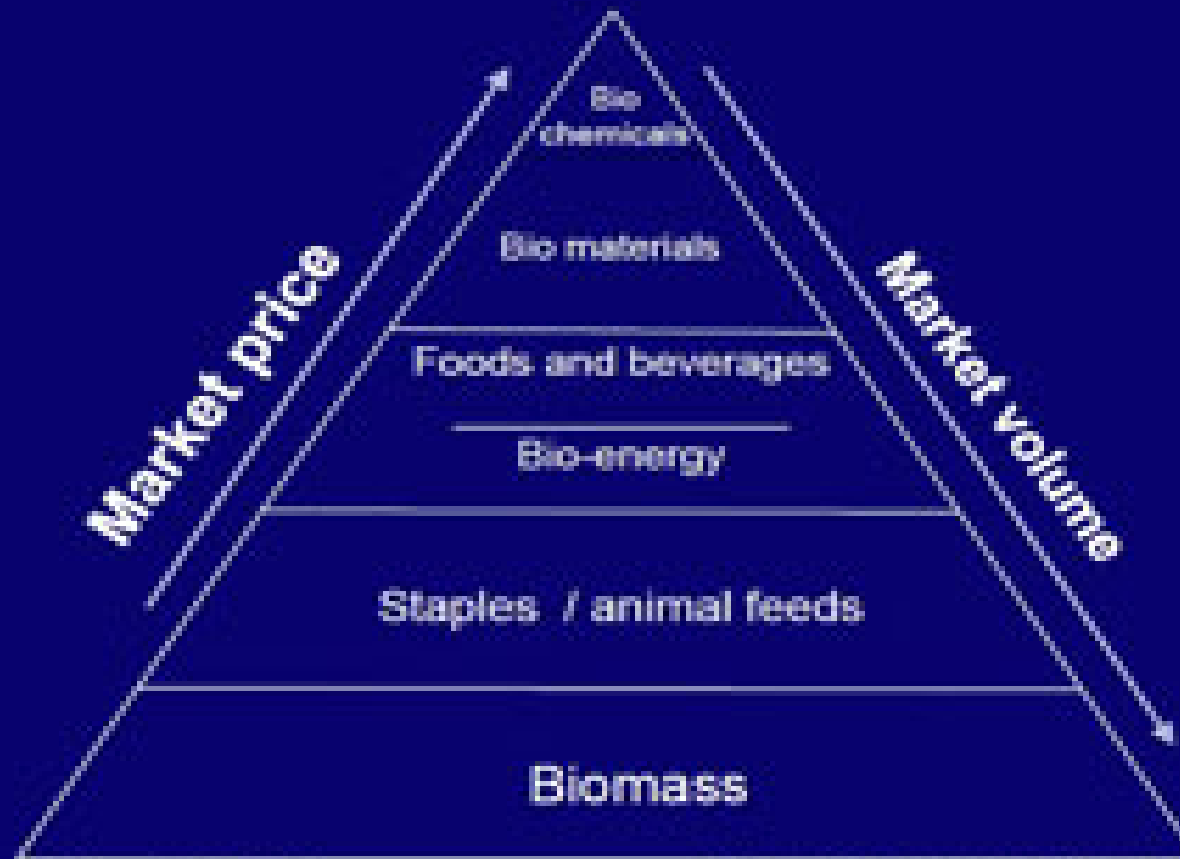 Bio
chemicals
Bio materials
Market price
Market volume
Foods and beverages
Bio-energy
Staples / animal feeds
Biomass